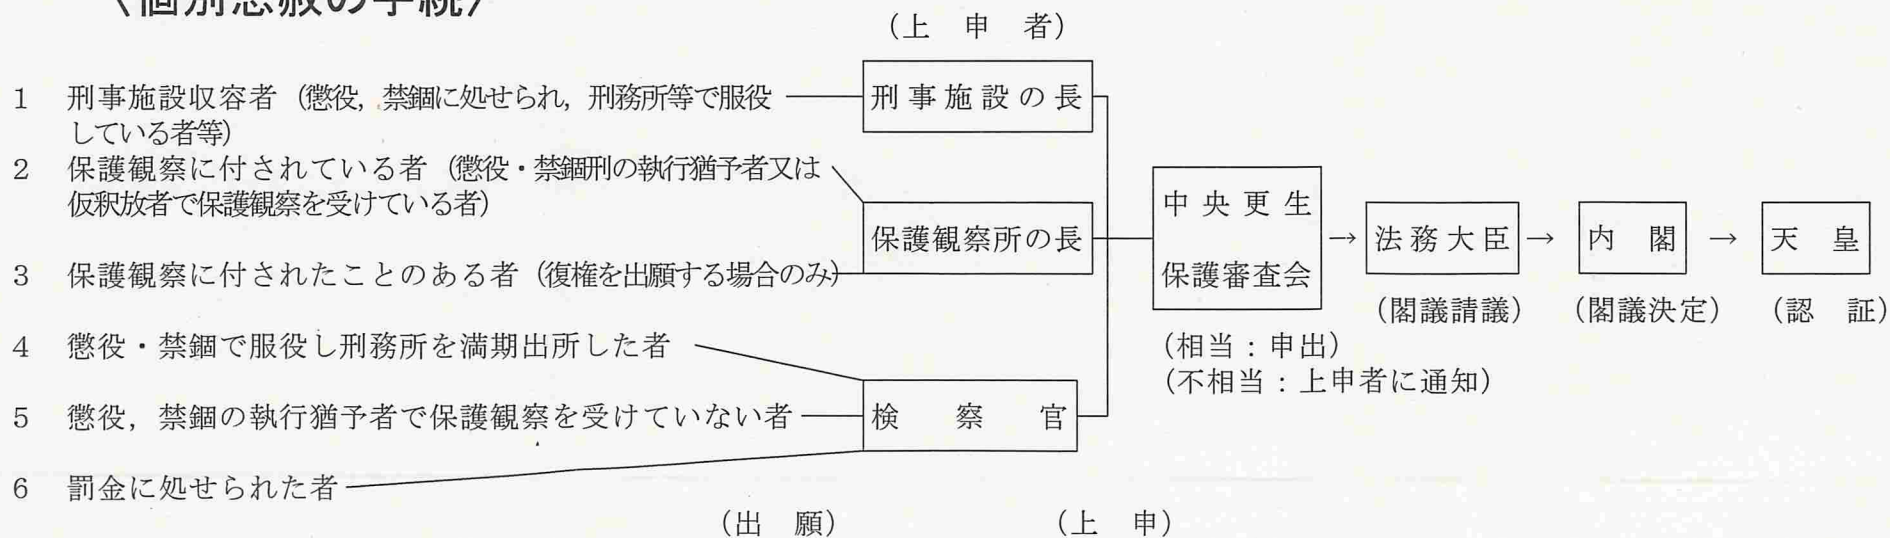 〈個別恩赦の手続〉
（上　申　者）
1　刑事施設収容者（懲役，禁錮に処せられ，刑務所等で服役
している者等）
刑事施設の長
2　保護観察に付されている者（懲役・禁錮刑の執行猶予者又は
仮釈放者で保護観察を受けている者）
保護観察所の長
3　保護観察に付されたことのある者（復権を出願する場合のみ）
4　懲役・禁錮で服役し刑務所を満期出所した者
5　懲役，禁錮の執行猶予者で保護観察を受けていない者
検　察　官
6　罰金に処せられた者
（出　願）
（上　申）
中央更生
保護審査会
（相当：申出）
（不相当：上申者に通知）
→
法務大臣
（閣議請議）
→
内　閣
（閣議決定）
→
天　皇
（認　証）